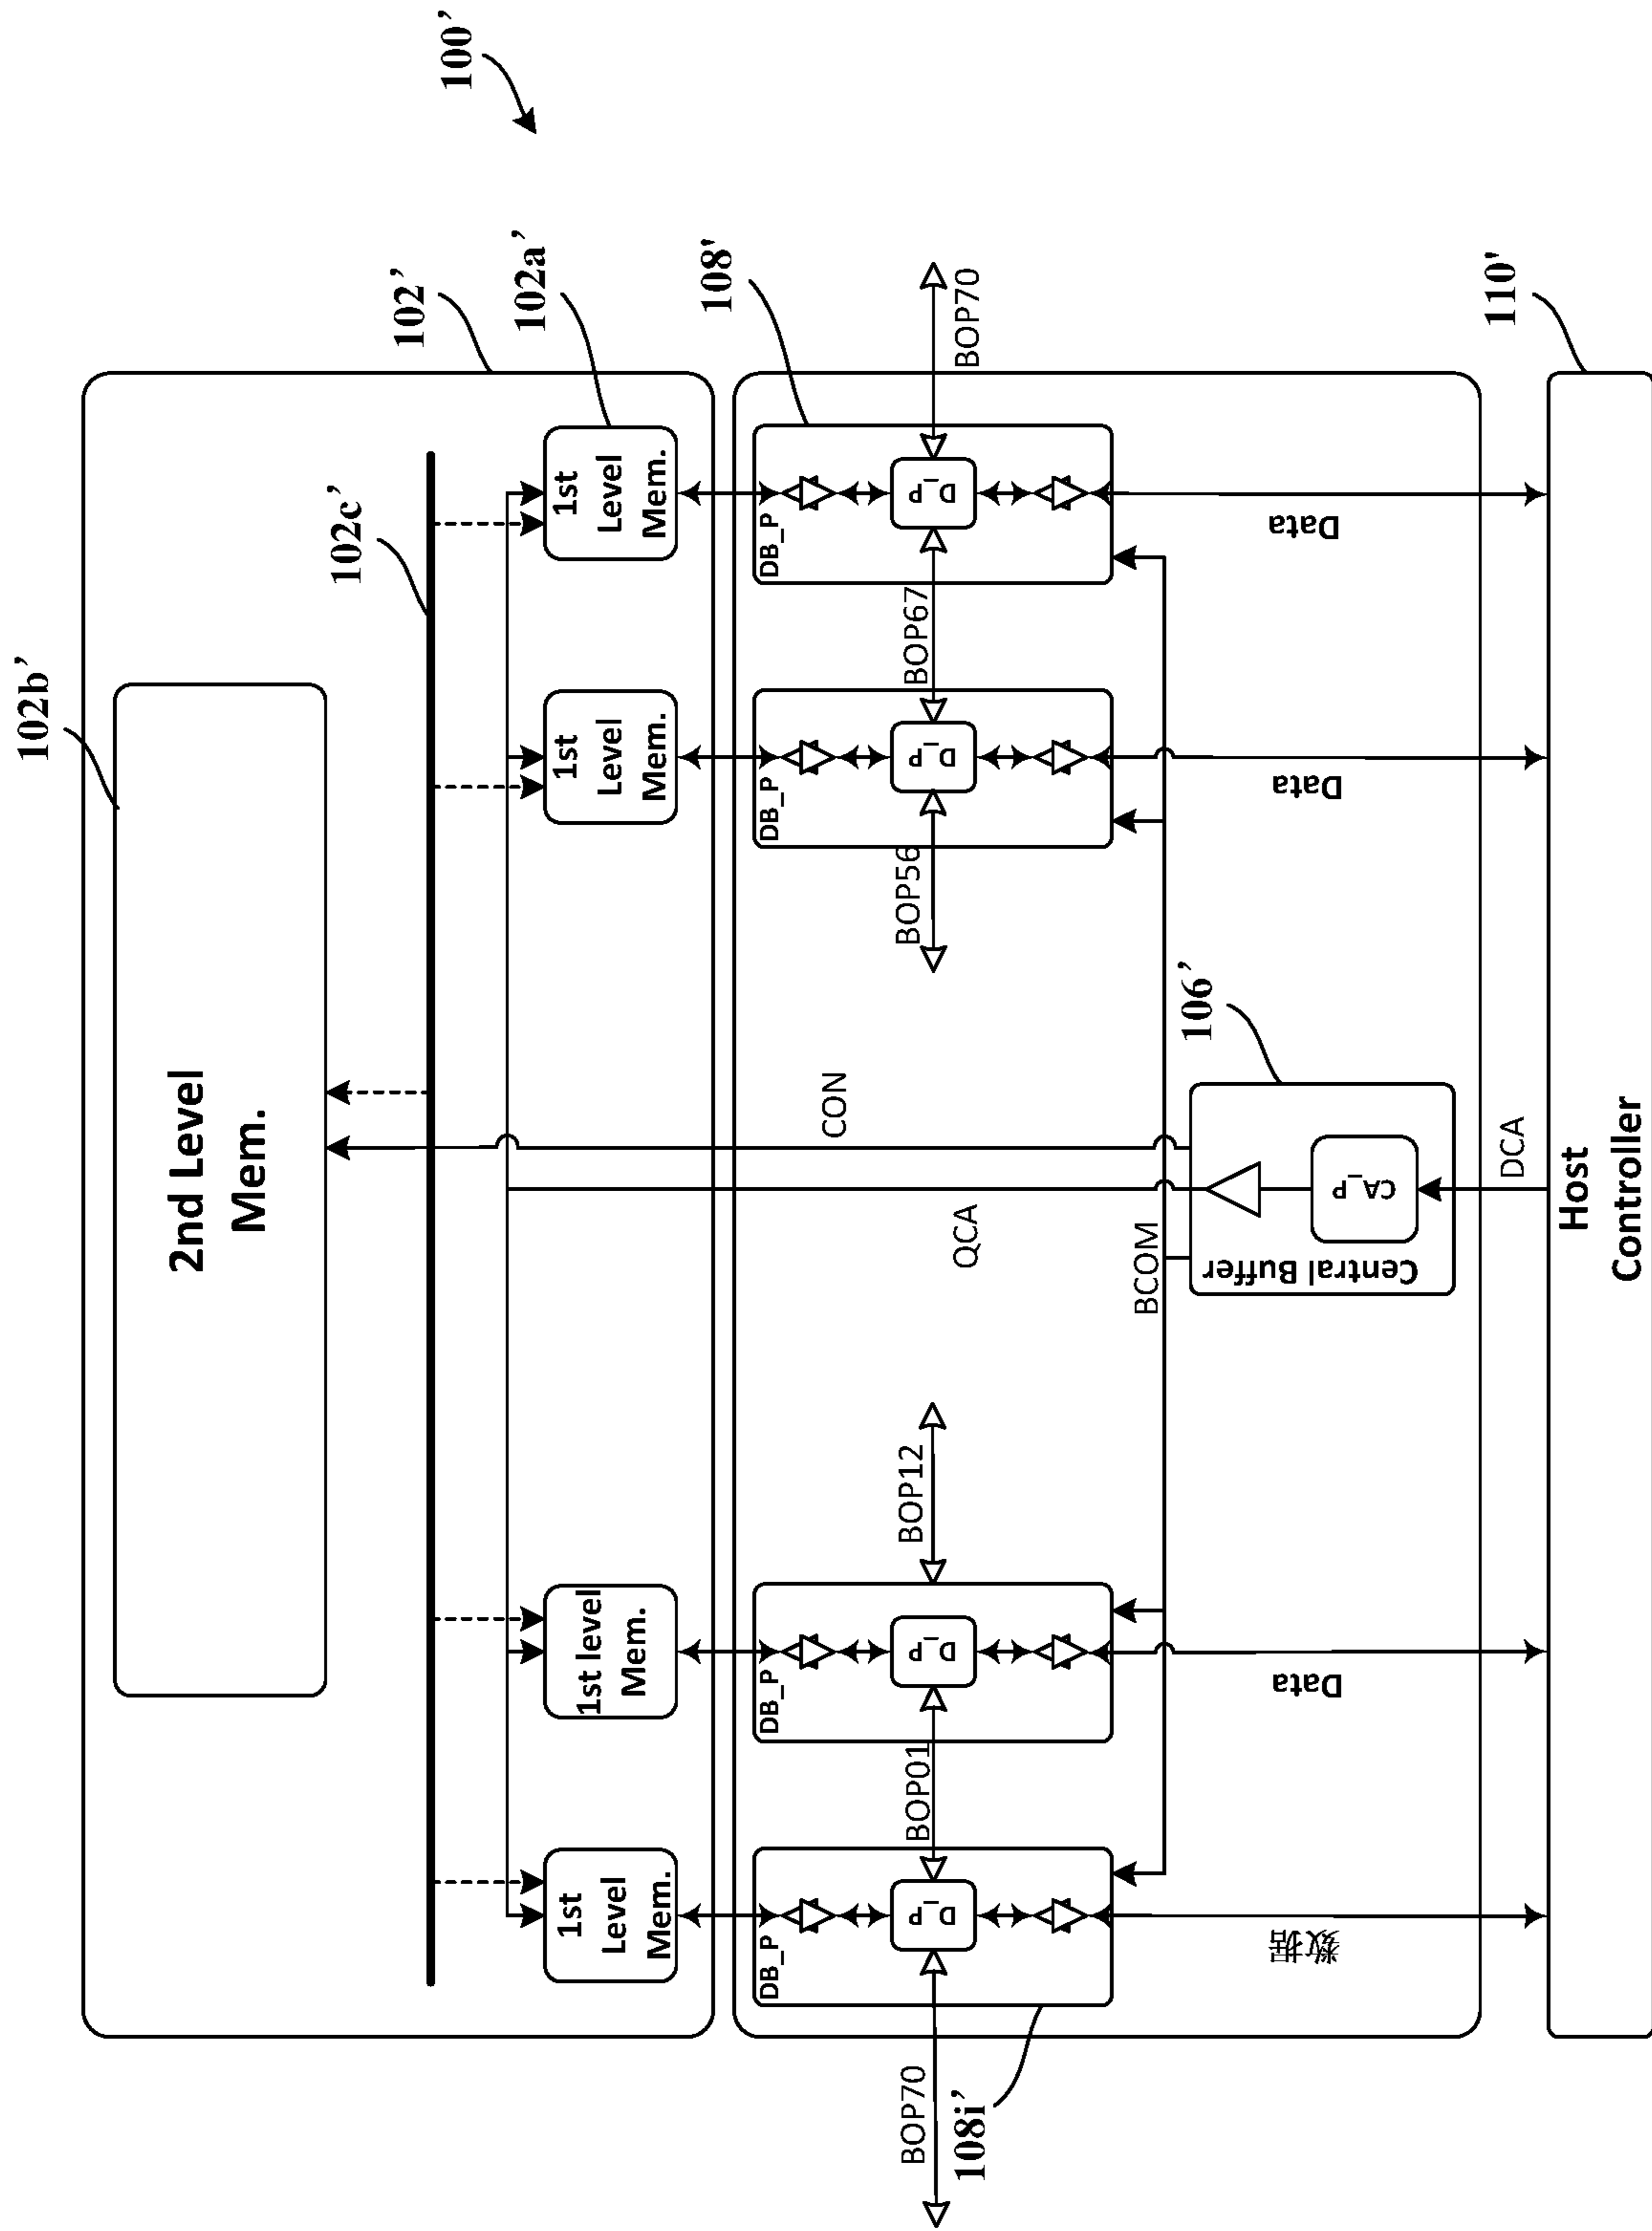 102b’
2nd Level
Mem.
100’
102c’
102’
102a’
1st
Level
Mem.
1st level
Mem.
1st
Level
Mem.
1st
Level
Mem.
108'
DB_P
DB_P
DB_P
DB_P
CON
BOP70
D_P
BOP01
D_P
BOP12
BOP56
D_P
BOP67
D_P
BOP70
108i’
QCA
BCOM
106’
Central Buffer
CA_P
数据
Data
Data
Data
DCA
110'
Host
Controller